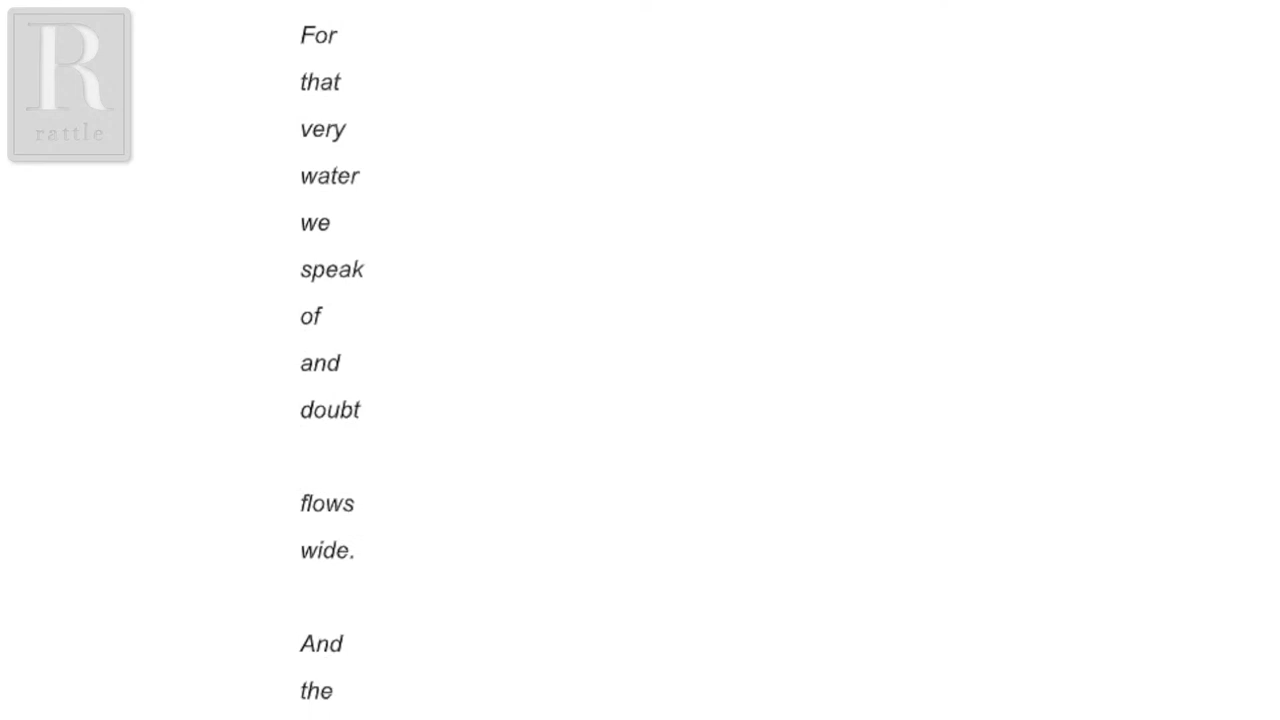 R
rattle
For
that
very
water
we
speak
of
and
doubt
flows
wide.
And
the